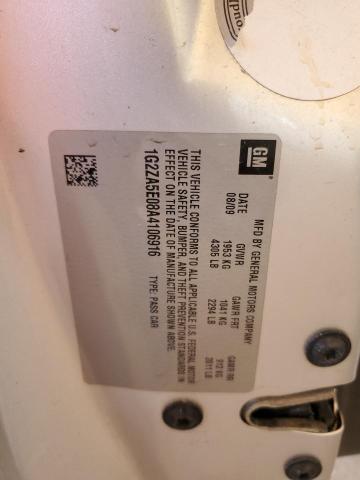 GM
MFD BY GENERAL MOTORS COMPANY
DATE GVWR GAWR FRT GAWR RR
08/09 1953 KG 1041 KG 912 KG
4305 LB 2294 LB 2011 LB
THIS VEHICLE CONFORMS TO ALL APPLICABLE U.S. FEDERAL MOTOR
VEHICLE SAFETY, BUMPER, AND THEFT PREVENTION STANDARDS IN
EFFECT ON THE DATE OF MANUFACTURE SHOWN ABOVE.
1G2ZA5E08A4106916 TYPE: PASS CAR